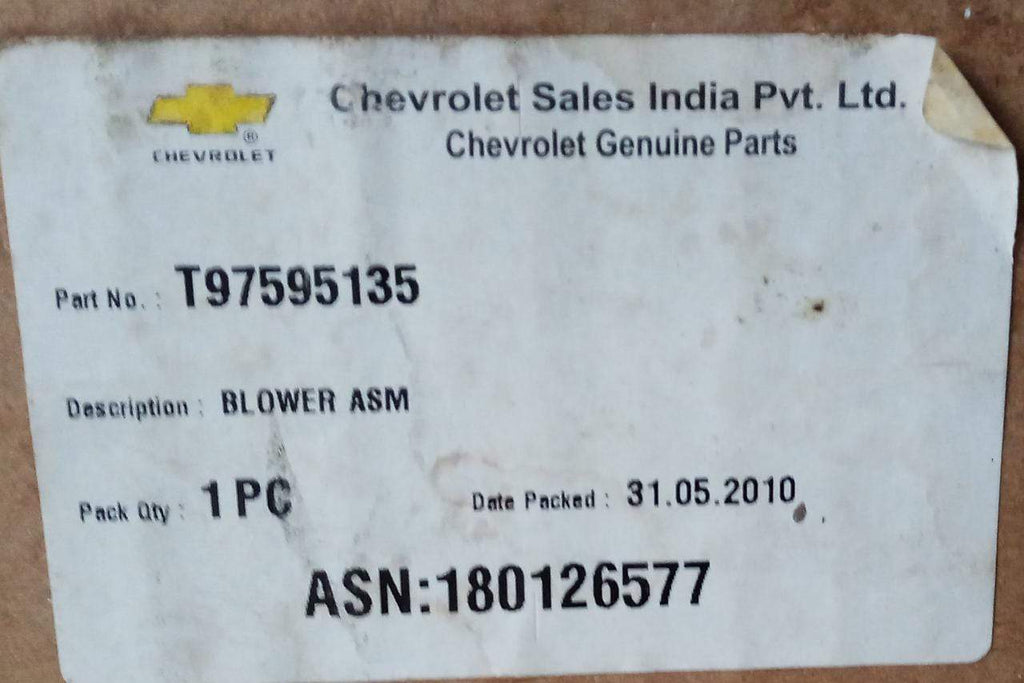 Chevrolet Sales India Pvt. Ltd.
Chevrolet Genuine Parts
®
CHEVROLET
Part No. : T97595135
Description : BLOWER ASM
Pack Qty : 1 PC
Date Packed : 31.05.2010
ASN:180126577